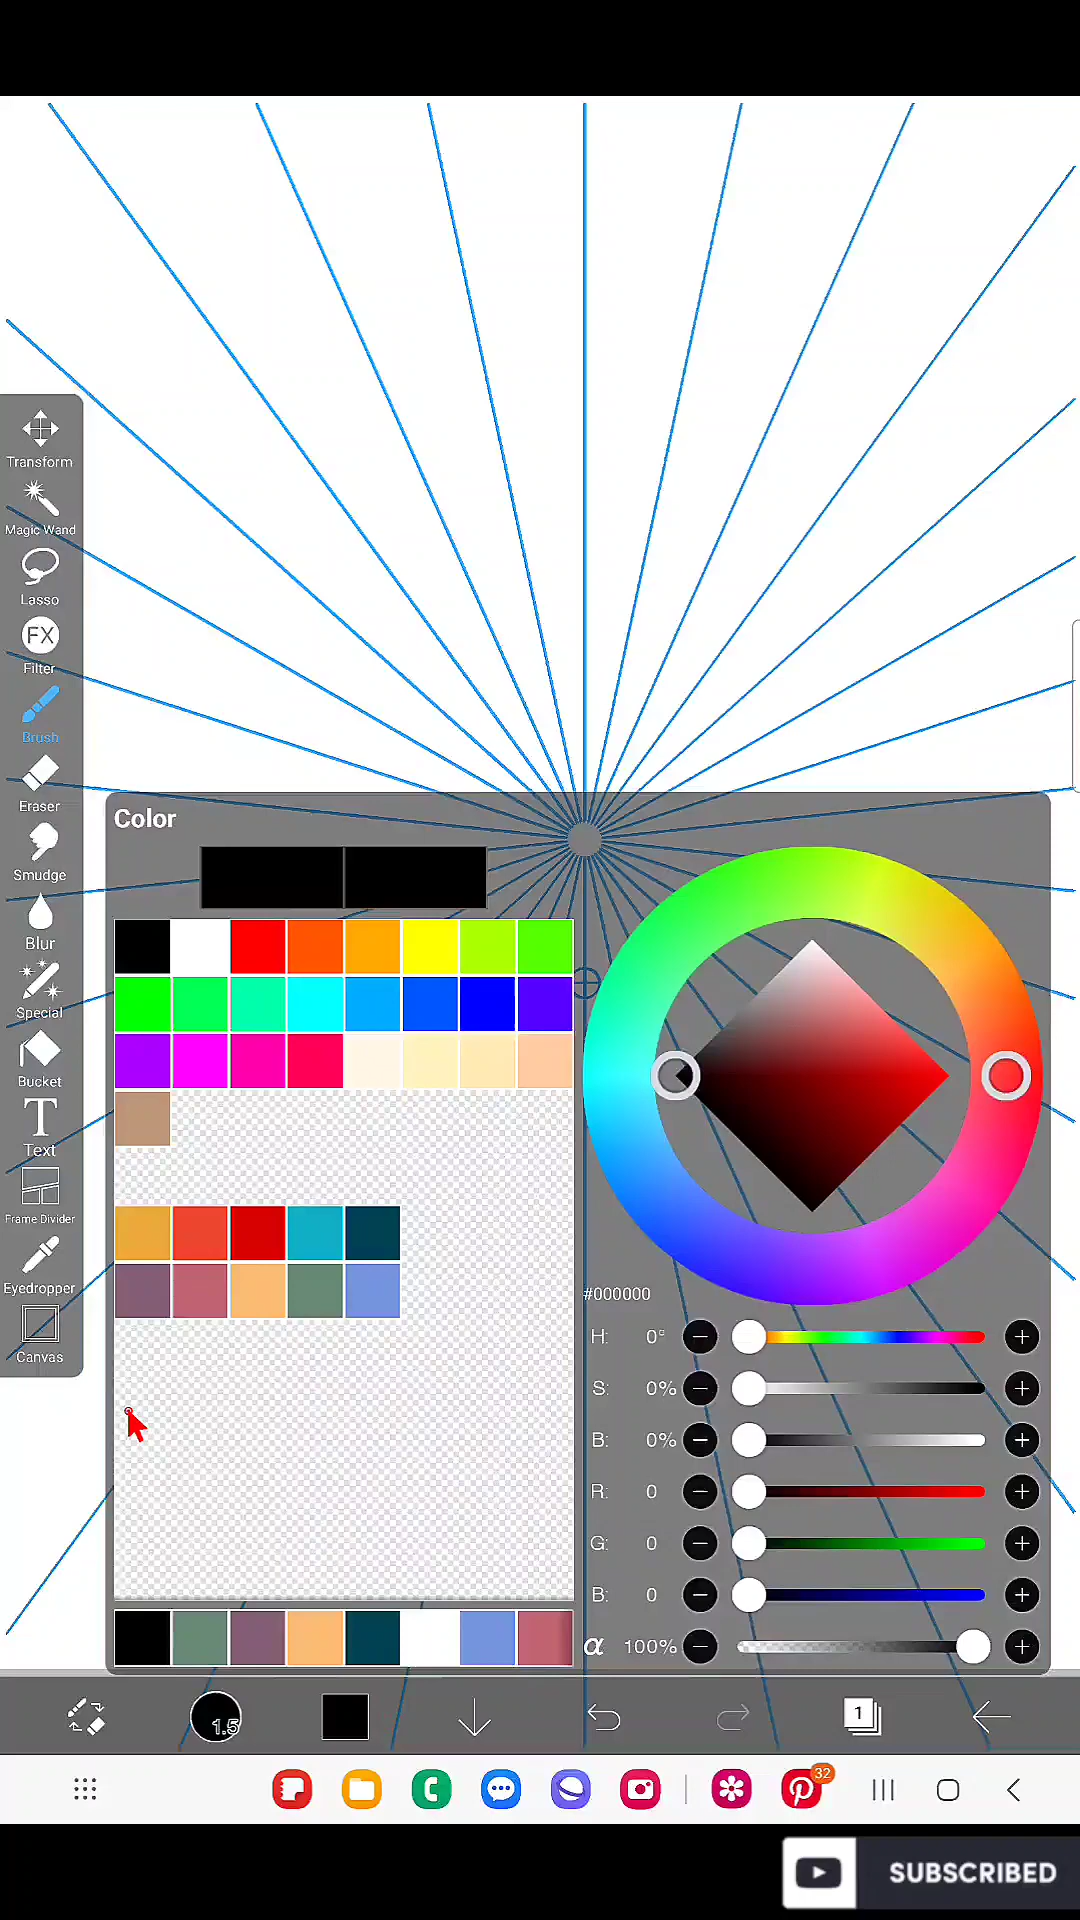 Transform
Magic Wand
Lasso
FX
Filter
Brush
Eraser
Smudge
Blur
Special
Bucket
T
Text
Frame Divider
Eyedropper
Canvas
Color
#000000
H: 0°
S: 0%
B: 0%
R: 0
G: 0
B: 0
α 100%
1.5
1
32
SUBSCRIBED